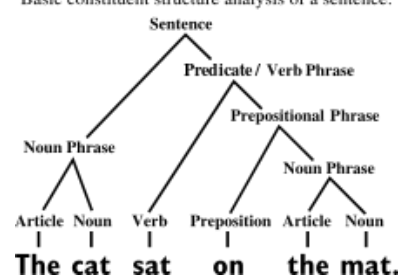 Basic constituent structure analysis of a sentence:
Sentence
Predicate / Verb Phrase
Prepositional Phrase
Noun Phrase
Noun Phrase
Article Noun Verb Preposition Article Noun
The cat sat on the mat.